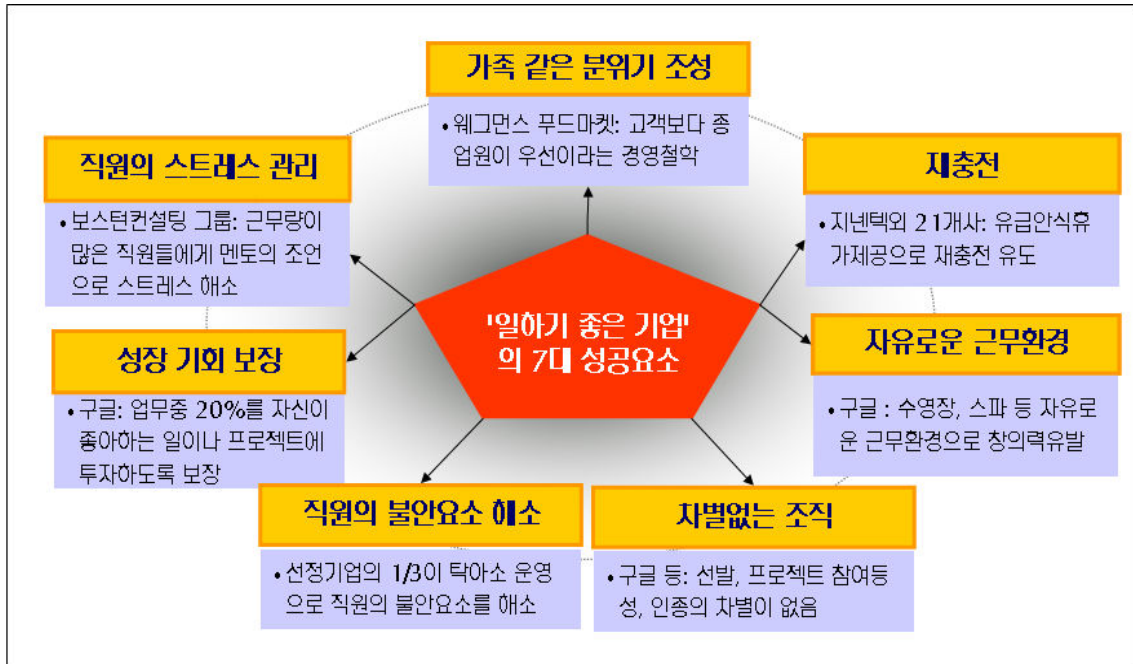 가족 같은 분위기 조성
• 웨그먼스 푸드마켓: 고객보다 종
업원이 우선이라는 경영철학
직원의 스트레스 관리
• 보스턴컨설팅 그룹: 근무량이
많은 직원들에게 멘토의 조언
으로 스트레스 해소
재충전
• 지넨텍외 21개사: 유급안식휴
가제공으로 재충전 유도
'일하기 좋은 기업'
의 7대 성공요소
성장 기회 보장
• 구글: 업무중 20%를 자신이
좋아하는 일이나 프로젝트에
투자하도록 보장
자유로운 근무환경
• 구글 : 수영장, 스파 등 자유로
운 근무환경으로 창의력유발
직원의 불안요소 해소
• 선정기업의 1/3이 탁아소 운영
으로 직원의 불안요소를 해소
차별없는 조직
• 구글 등: 선발, 프로젝트 참여등
성, 인종의 차별이 없음